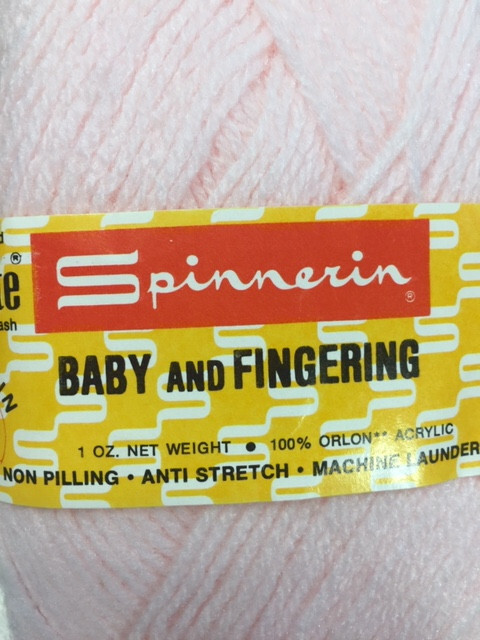 Spinnerin®
BABY AND FINGERING
1 OZ. NET WEIGHT • 100% ORLON** ACRYLIC
NON PILLING • ANTI STRETCH • MACHINE LAUNDER